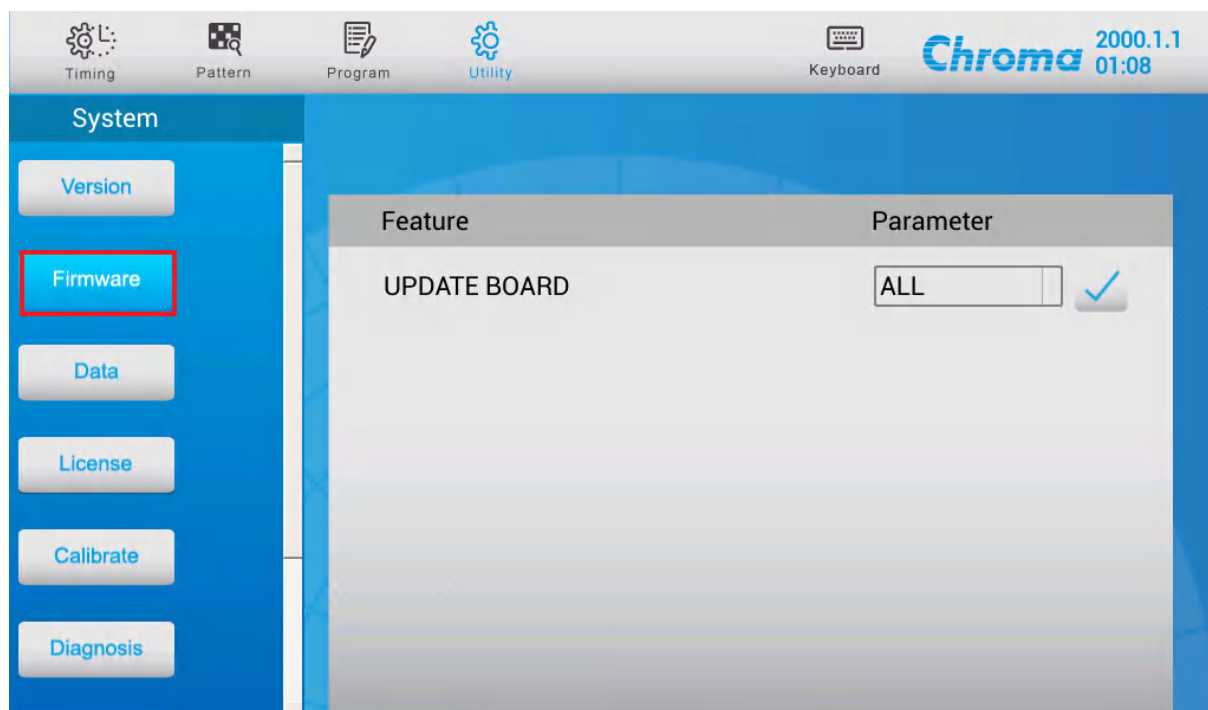 Timing
Pattern
Program
Utility
Keyboard
Chroma
2000.1.1
01:08
System
Version
Firmware
Data
License
Calibrate
Diagnosis
Feature Parameter
UPDATE BOARD ALL